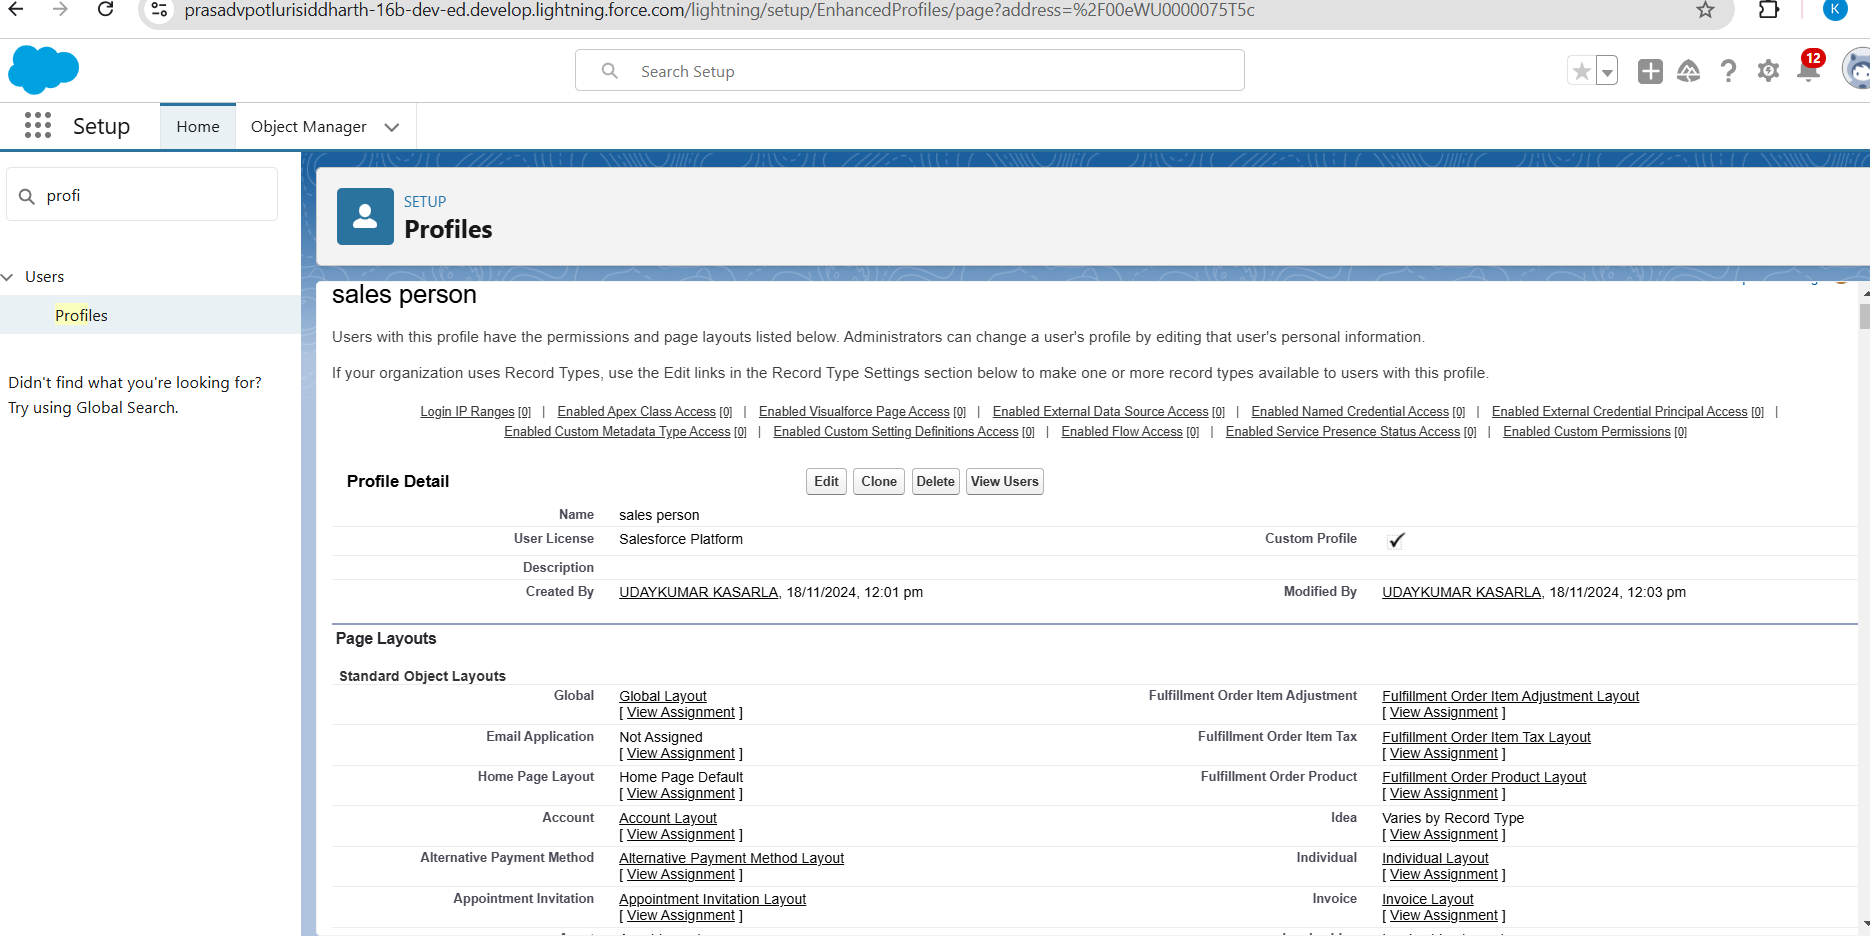 prasadvpotlurisiddharth-16b-dev-ed.develop.lightning.force.com/lightning/setup/EnhancedProfiles/page?address=%2F00eWU0000075T5c
K
Search Setup
12
Setup
Home
Object Manager
profi
Users
Profiles
Didn't find what you're looking for?
Try using Global Search.
SETUP
Profiles
sales person
Users with this profile have the permissions and page layouts listed below. Administrators can change a user's profile by editing that user's personal information.
If your organization uses Record Types, use the Edit links in the Record Type Settings section below to make one or more record types available to users with this profile.
Login IP Ranges [0] | Enabled Apex Class Access [0] | Enabled Visualforce Page Access [0] | Enabled External Data Source Access [0] | Enabled Named Credential Access [0] | Enabled External Credential Principal Access [0] |
Enabled Custom Metadata Type Access [0] | Enabled Custom Setting Definitions Access [0] | Enabled Flow Access [0] | Enabled Service Presence Status Access [0] | Enabled Custom Permissions [0]
Profile Detail Edit Clone Delete View Users
Name sales person
User License Salesforce Platform Custom Profile
Description
Created By UDAYKUMAR KASARLA, 18/11/2024, 12:01 pm Modified By UDAYKUMAR KASARLA, 18/11/2024, 12:03 pm
Page Layouts
Standard Object Layouts
Global Global Layout Fulfillment Order Item Adjustment Fulfillment Order Item Adjustment Layout
[ View Assignment ] [ View Assignment ]
Email Application Not Assigned Fulfillment Order Item Tax Fulfillment Order Item Tax Layout
[ View Assignment ] [ View Assignment ]
Home Page Layout Home Page Default Fulfillment Order Product Fulfillment Order Product Layout
[ View Assignment ] [ View Assignment ]
Account Account Layout Idea Varies by Record Type
[ View Assignment ] [ View Assignment ]
Alternative Payment Method Alternative Payment Method Layout Individual Individual Layout
[ View Assignment ] [ View Assignment ]
Appointment Invitation Appointment Invitation Layout Invoice Invoice Layout
[ View Assignment ] [ View Assignment ]